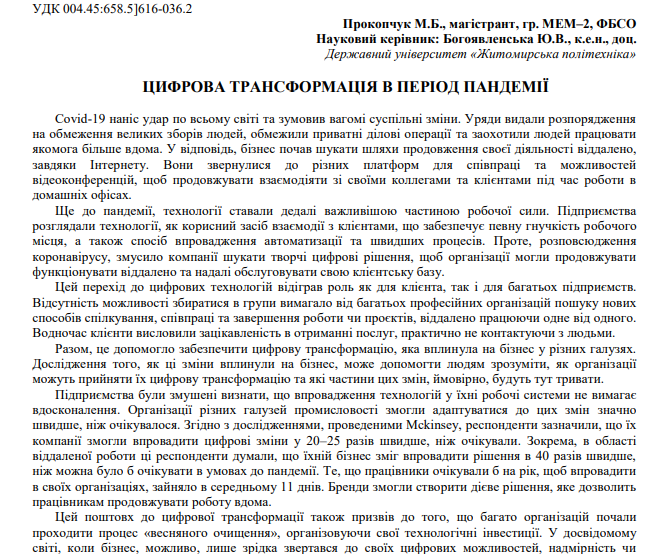 УДК 004.45:658.5]616-036.2
Прокопчук М.Б., магістрант, гр. МЕМ–2, ФБСО
Науковий керівник: Богоявленська Ю.В., к.е.н., доц.
Державний університет «Житомирська політехніка»
ЦИФРОВА ТРАНСФОРМАЦІЯ В ПЕРІОД ПАНДЕМІЇ
Covid-19 наніс удар по всьому світі та зумовив вагомі суспільні зміни. Уряди видали розпорядження
на обмеження великих зборів людей, обмежили приватні ділові операції та заохотили людей працювати
якомога більше вдома. У відповідь, бізнес почав шукати шляхи продовження своєї діяльності віддалено,
завдяки Інтернету. Вони звернулися до різних платформ для співпраці та можливостей
відеоконференцій, щоб продовжувати взаємодіяти зі своїми коллегами та клієнтами під час роботи в
домашніх офісах.
Ще до пандемії, технології ставали дедалі важливішою частиною робочої сили. Підприємства
розглядали технології, як корисний засіб взаємодії з клієнтами, що забезпечує певну гнучкість робочого
місця, а також спосіб впровадження автоматизації та швидших процесів. Проте, розповсюдження
коронавірусу, змусило компанії шукати творчі цифрові рішення, щоб організації могли продовжувати
функціонувати віддалено та надалі обслуговувати свою клієнтську базу.
Цей перехід до цифрових технологій відіграв роль як для клієнта, так і для багатьох підприємств.
Відсутність можливості збиратися в групи вимагало від багатьох професійних організацій пошуку нових
способів спілкування, співпраці та завершення роботи чи проєктів, віддалено працюючи одне від одного.
Водночас клієнти висловили зацікавленість в отриманні послуг, практично не контактуючи з людьми.
Разом, це допомогло забезпечити цифрову трансформацію, яка вплинула на бізнес у різних галузях.
Дослідження того, як ці зміни вплинули на бізнес, може допомогти людям зрозуміти, як організації
можуть прийняти їх цифрову трансформацію та які частини цих змін, ймовірно, будуть тут тривати.
Підприємства були змушені визнати, що впровадження технологій у їхні робочі системи не вимагає
вдосконалення. Організації різних галузей промисловості змогли адаптуватися до цих змін значно
швидше, ніж очікувалося. Згідно з дослідженнями, проведеними Mckinsey, респонденти зазначили, що їх
компанії змогли впровадити цифрові зміни у 20–25 разів швидше, ніж очікували. Зокрема, в області
віддаленої роботи ці респонденти думали, що їхній бізнес зміг впровадити рішення в 40 разів швидше,
ніж можна було б очікувати в умовах до пандемії. Те, що працівники очікували б на рік, щоб впровадити
в своїх організаціях, зайняло в середньому 11 днів. Бренди змогли створити дієве рішення, яке дозволить
працівникам продовжувати роботу вдома.
Цей поштовх до цифрової трансформації також призвів до того, що багато організацій почали
проходити процес «весняного очищення», організовуючи свої технологічні інвестиції. У досвідомому
світі, коли бізнес, можливо, лише зрідка звертався до своїх цифрових можливостей, надмірність чи